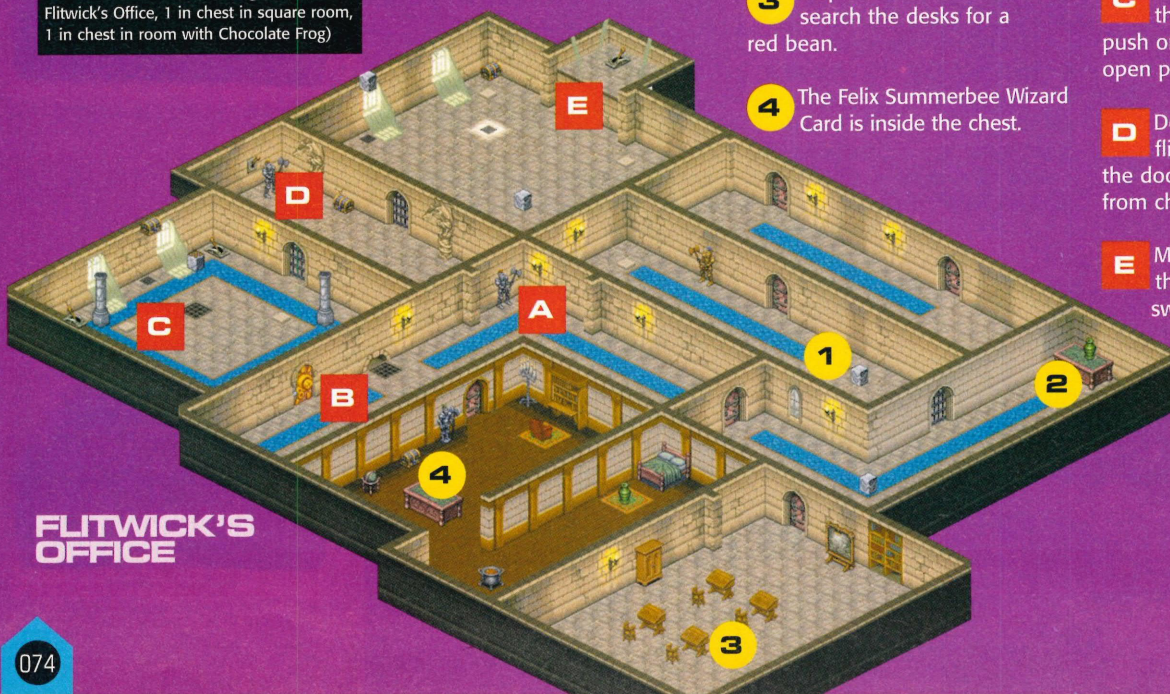 Flitwick's Office, 1 in chest in square room,
1 in chest in room with Chocolate Frog)
3
search the desks for a
red bean.
4 The Felix Summerbee Wizard
Card is inside the chest.
C
push
open
D
the
from
E
E
D
C
A
B
1
2
4
3
FLITWICK'S
OFFICE
074